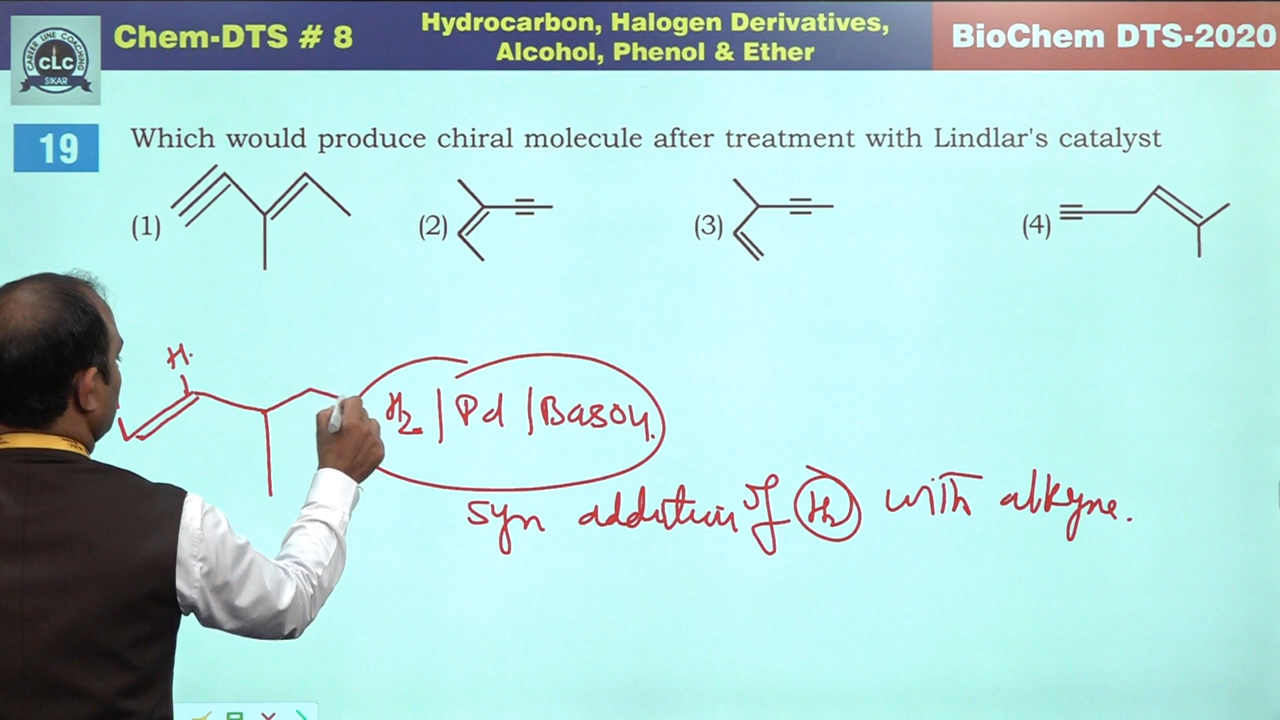 CAREER LINE COACHING
CLC
SIKAR
Chem-DTS # 8
Hydrocarbon, Halogen Derivatives,
Alcohol, Phenol & Ether
BioChem DTS-2020
19
Which would produce chiral molecule after treatment with Lindlar's catalyst
(1)
(2)
(3)
(4)
H.
H₂ | Pd | BaSO4.
syn addition of H₂ with alkyne.